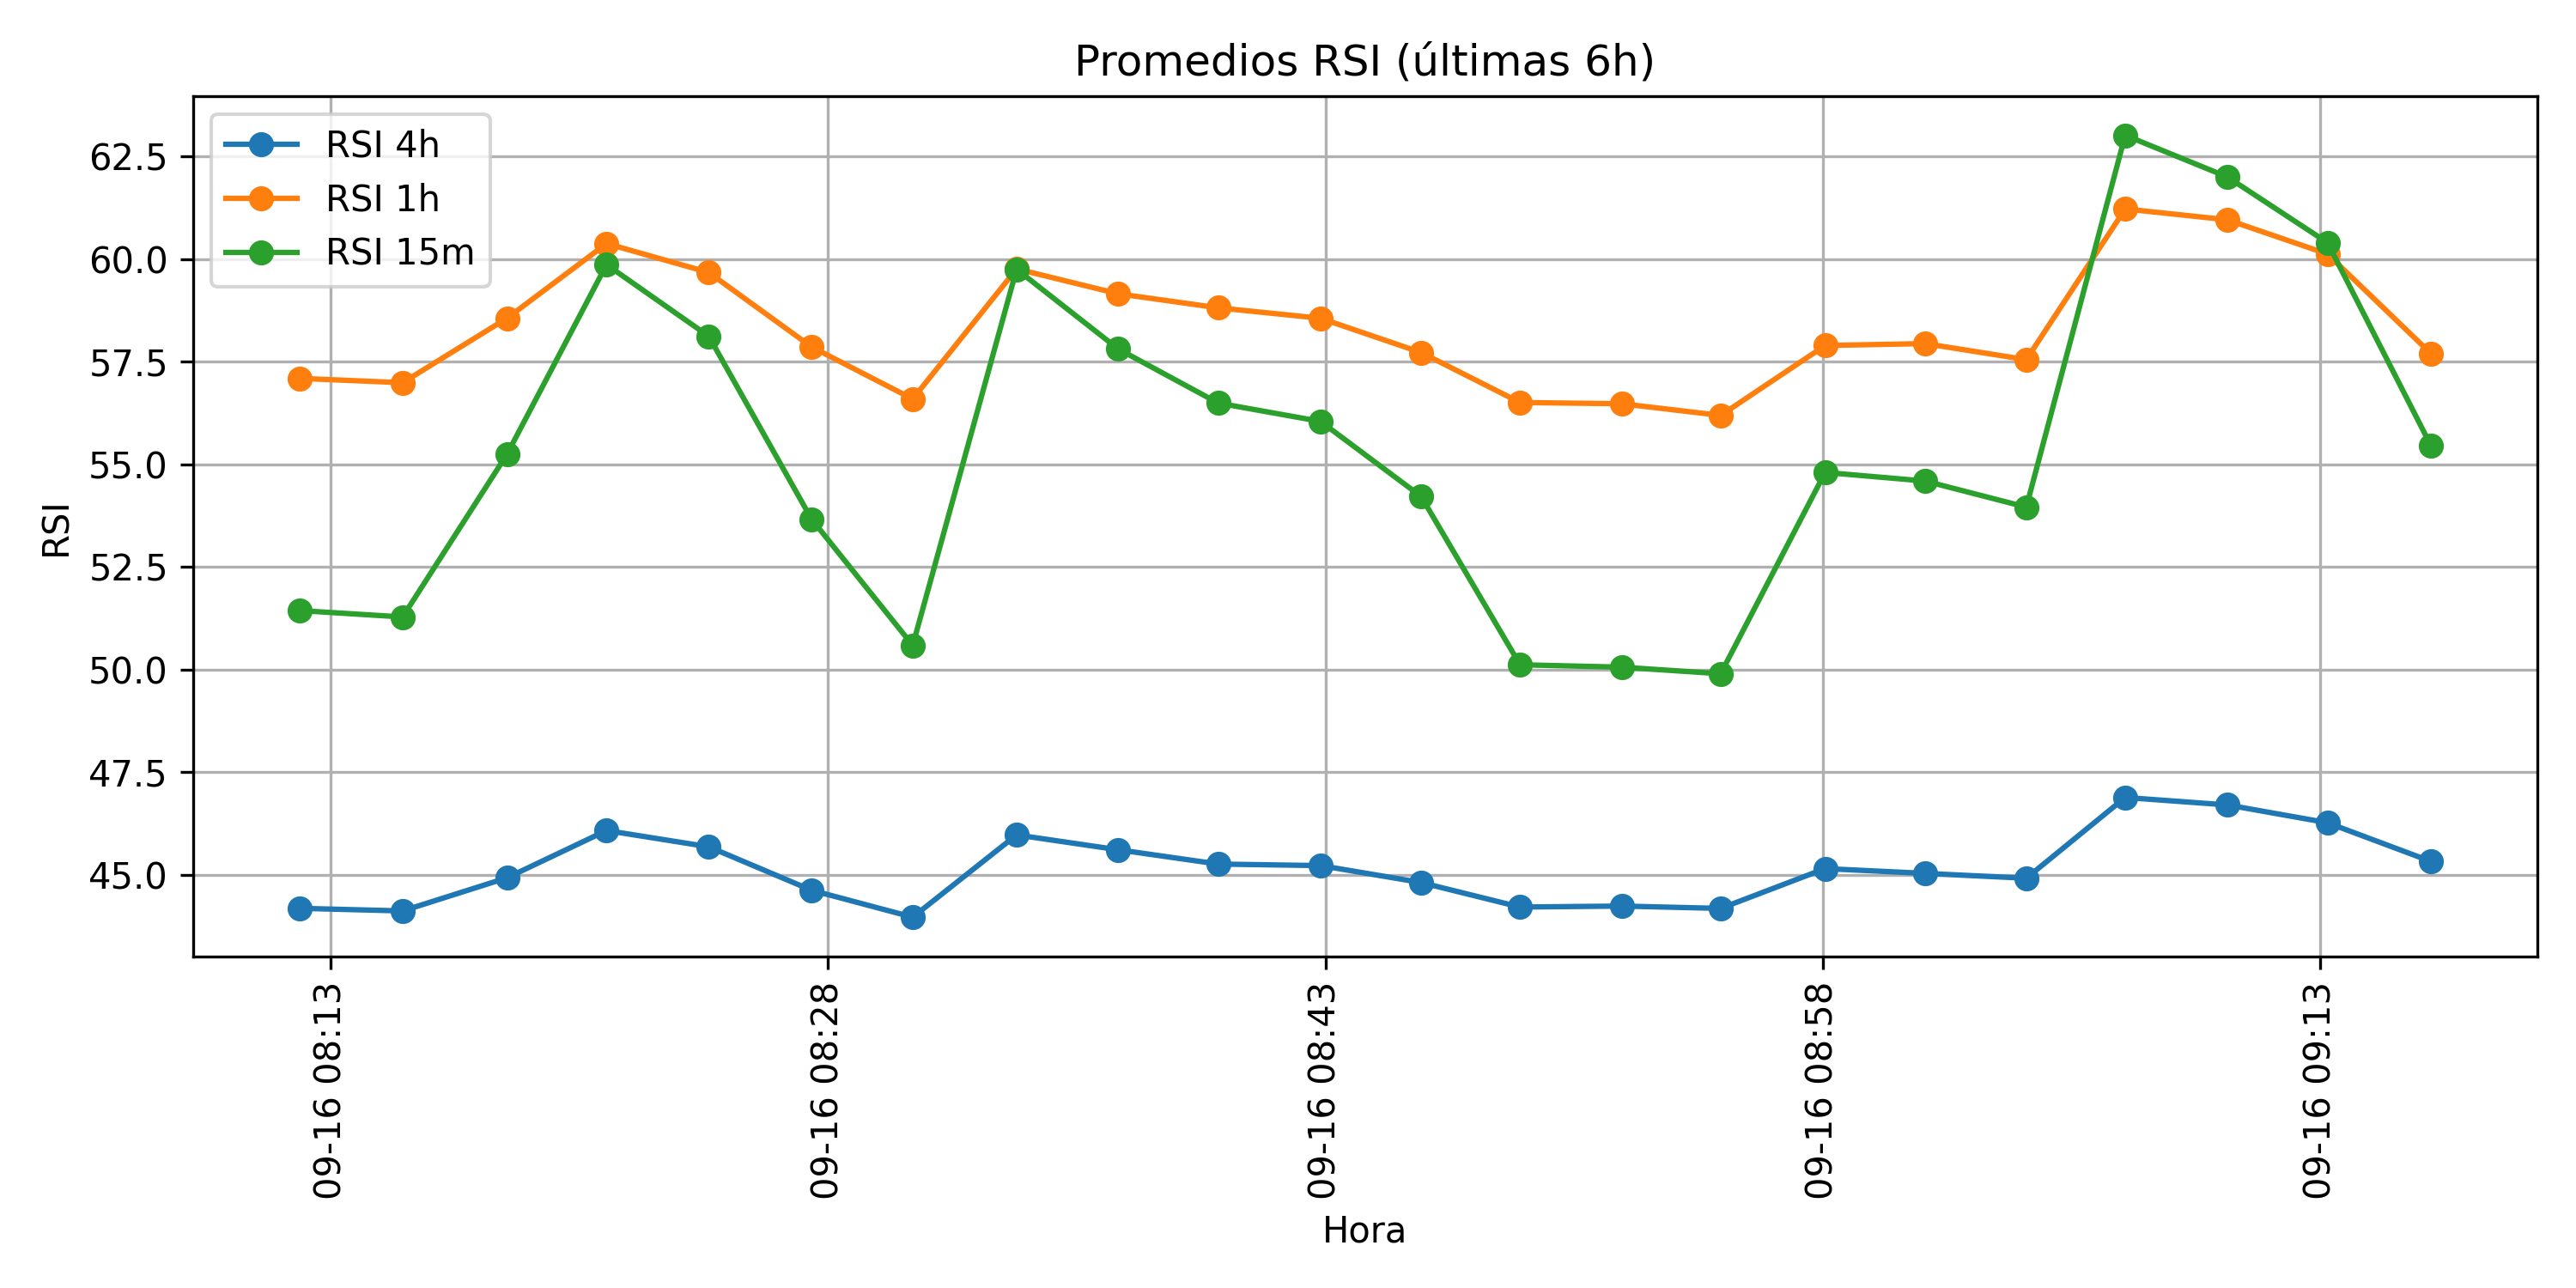 Promedios RSI (últimas 6h)
RSI 4h
RSI 1h
RSI 15m
62.5
60.0
57.5
55.0
52.5
50.0
47.5
45.0
RSI
09-16 08:13
09-16 08:28
09-16 08:43
09-16 08:58
09-16 09:13
Hora